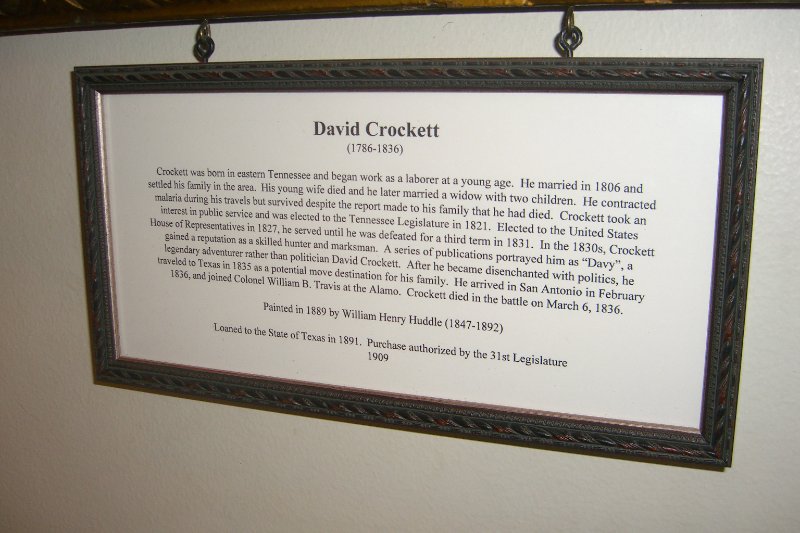 David Crockett
(1786-1836)
Crockett was born in eastern Tennessee and began work as a laborer at a young age. He married in 1806 and
settled his family in the area. His young wife died and he later married a widow with two children. He contracted
malaria during his travels but survived despite the report made to his family that he had died. Crockett took an
interest in public service and was elected to the Tennessee Legislature in 1821. Elected to the United States
House of Representatives in 1827, he served until he was defeated for a third term in 1831. In the 1830s, Crockett
gained a reputation as a skilled hunter and marksman. A series of publications portrayed him as “Davy”, a
legendary adventurer rather than politician David Crockett. After he became disenchanted with politics, he
traveled to Texas in 1835 as a potential move destination for his family. He arrived in San Antonio in February
1836, and joined Colonel William B. Travis at the Alamo. Crockett died in the battle on March 6, 1836.
Painted in 1889 by William Henry Huddle (1847-1892)
Loaned to the State of Texas in 1891. Purchase authorized by the 31st Legislature
1909